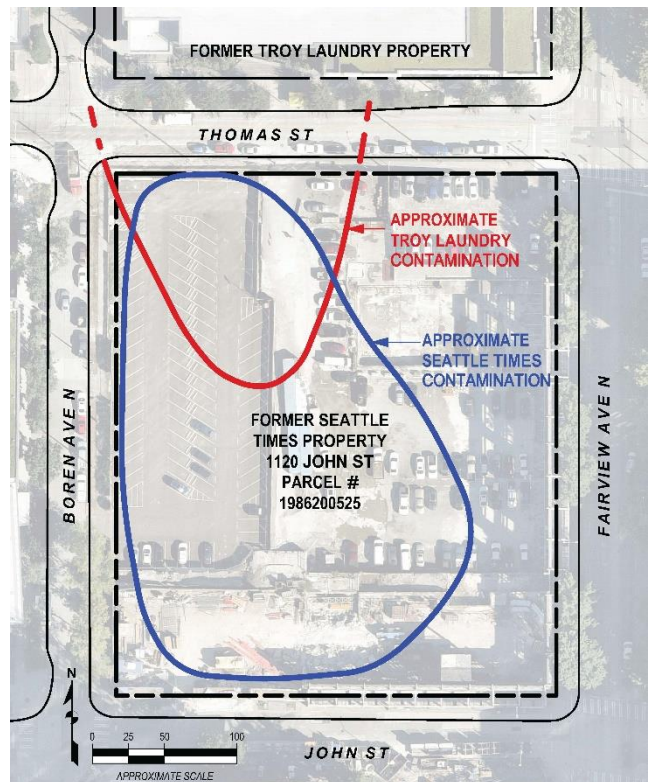 FORMER TROY LAUNDRY PROPERTY
THOMAS ST
APPROXIMATE
TROY LAUNDRY
CONTAMINATION
APPROXIMATE
SEATTLE TIMES
CONTAMINATION
FORMER SEATTLE
TIMES PROPERTY
1120 JOHN ST
PARCEL #
1986200525
BOREN AVE N
FAIRVIEW AVE N
N
0 25 50 100
APPROXIMATE SCALE
JOHN ST